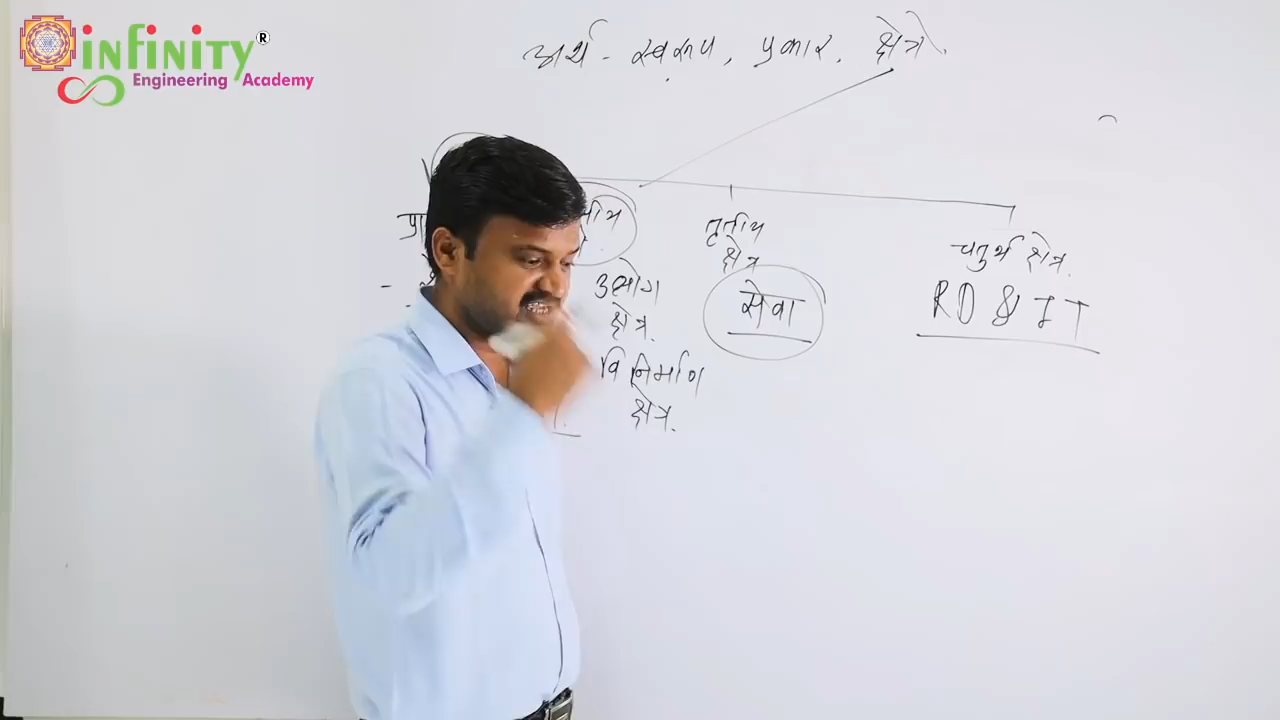 infinity®
Engineering Academy
अर्थ - स्वरूप, प्रकार, क्षेत्रे.
तृतीय
क्षेत्र
चतुर्थ क्षेत्र.
उद्योग
क्षेत्र.
सेवा
RD & IT
विनिर्माण
क्षेत्र.